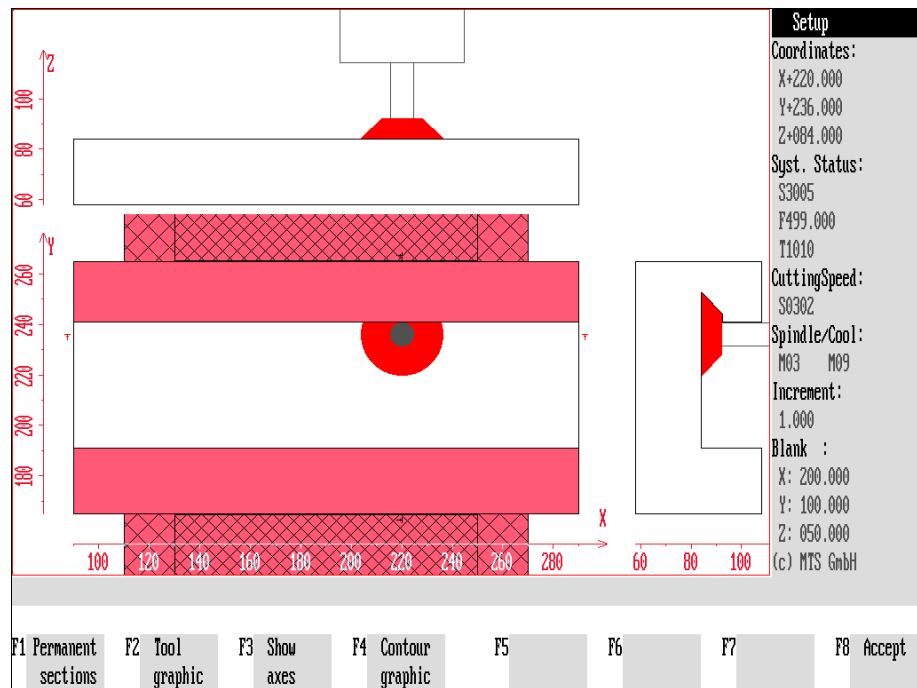 Setup
Coordinates:
X+220.000
Y+236.000
Z+084.000
Syst. Status:
S3005
F499.000
T1010
CuttingSpeed:
S0302
Spindle/Cool:
M03 M09
Increment:
1.000
Blank :
X: 200.000
Y: 100.000
Z: 050.000
(c) MTS GmbH
Z
100
80
60
Y
260
240
220
200
180
X
100 120 140 160 180 200 220 240 260 280
60 80 100
F1 Permanent sections
F2 Tool graphic
F3 Show axes
F4 Contour graphic
F5
F6
F7
F8 Accept